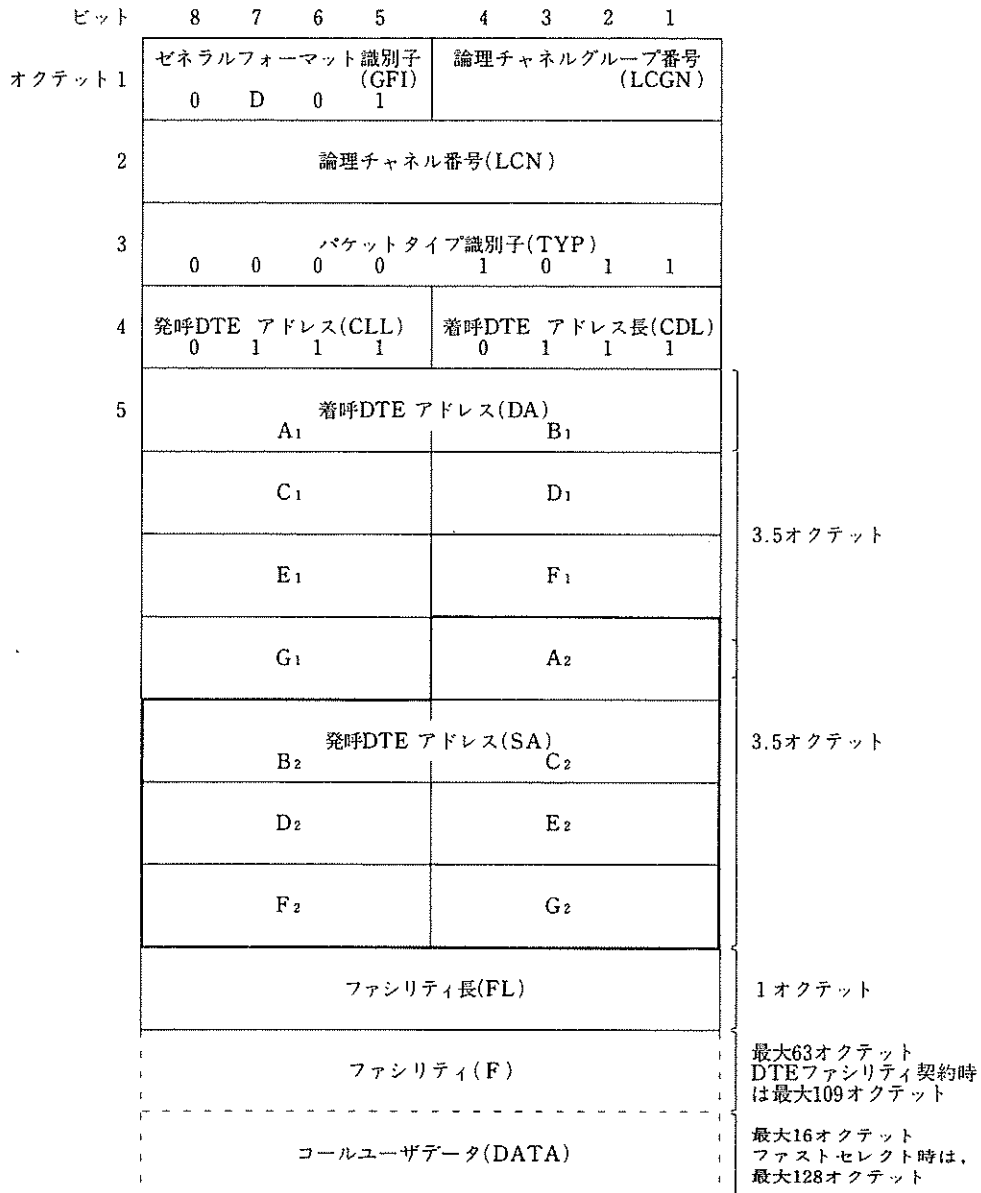 ビット 8 7 6 5 4 3 2 1
オクテット1
ゼネラルフォーマット識別子
(GFI)
0 D 0 1
論理チャネルグループ番号
(LCGN)
2
論理チャネル番号(LCN)
3
パケットタイプ識別子(TYP)
0 0 0 0 1 0 1 1
4
発呼DTE アドレス(CLL)
0 1 1 1
着呼DTE アドレス長(CDL)
0 1 1 1
5
着呼DTE アドレス(DA)
A1 B1
C1 D1
3.5オクテット
E1 F1
G1 A2
発呼DTE アドレス(SA)
B2 C2
3.5オクテット
D2 E2
F2 G2
ファシリティ長(FL)
1オクテット
ファシリティ(F)
最大63オクテット
DTEファシリティ契約時
は最大109オクテット
コールユーザデータ(DATA)
最大16オクテット
ファストセレクト時は,
最大128オクテット